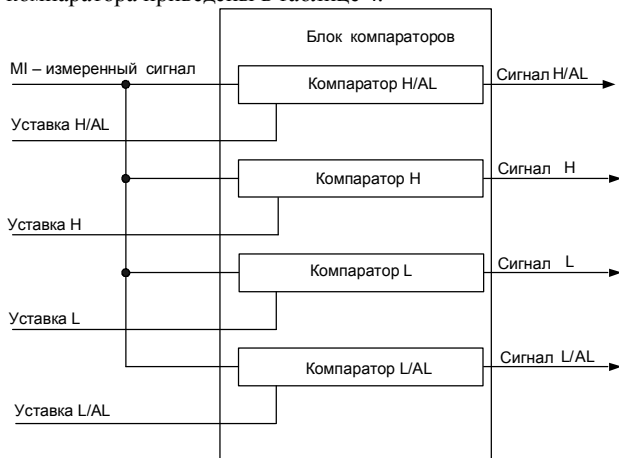 компаратора приведены в таблице 4.
Блок компараторов
MI – измеренный сигнал
Компаратор H/AL
Сигнал H/AL
Уставка H/AL
Компаратор H
Сигнал H
Уставка H
Компаратор L
Сигнал L
Уставка L
Компаратор L/AL
Сигнал L/AL
Уставка L/AL